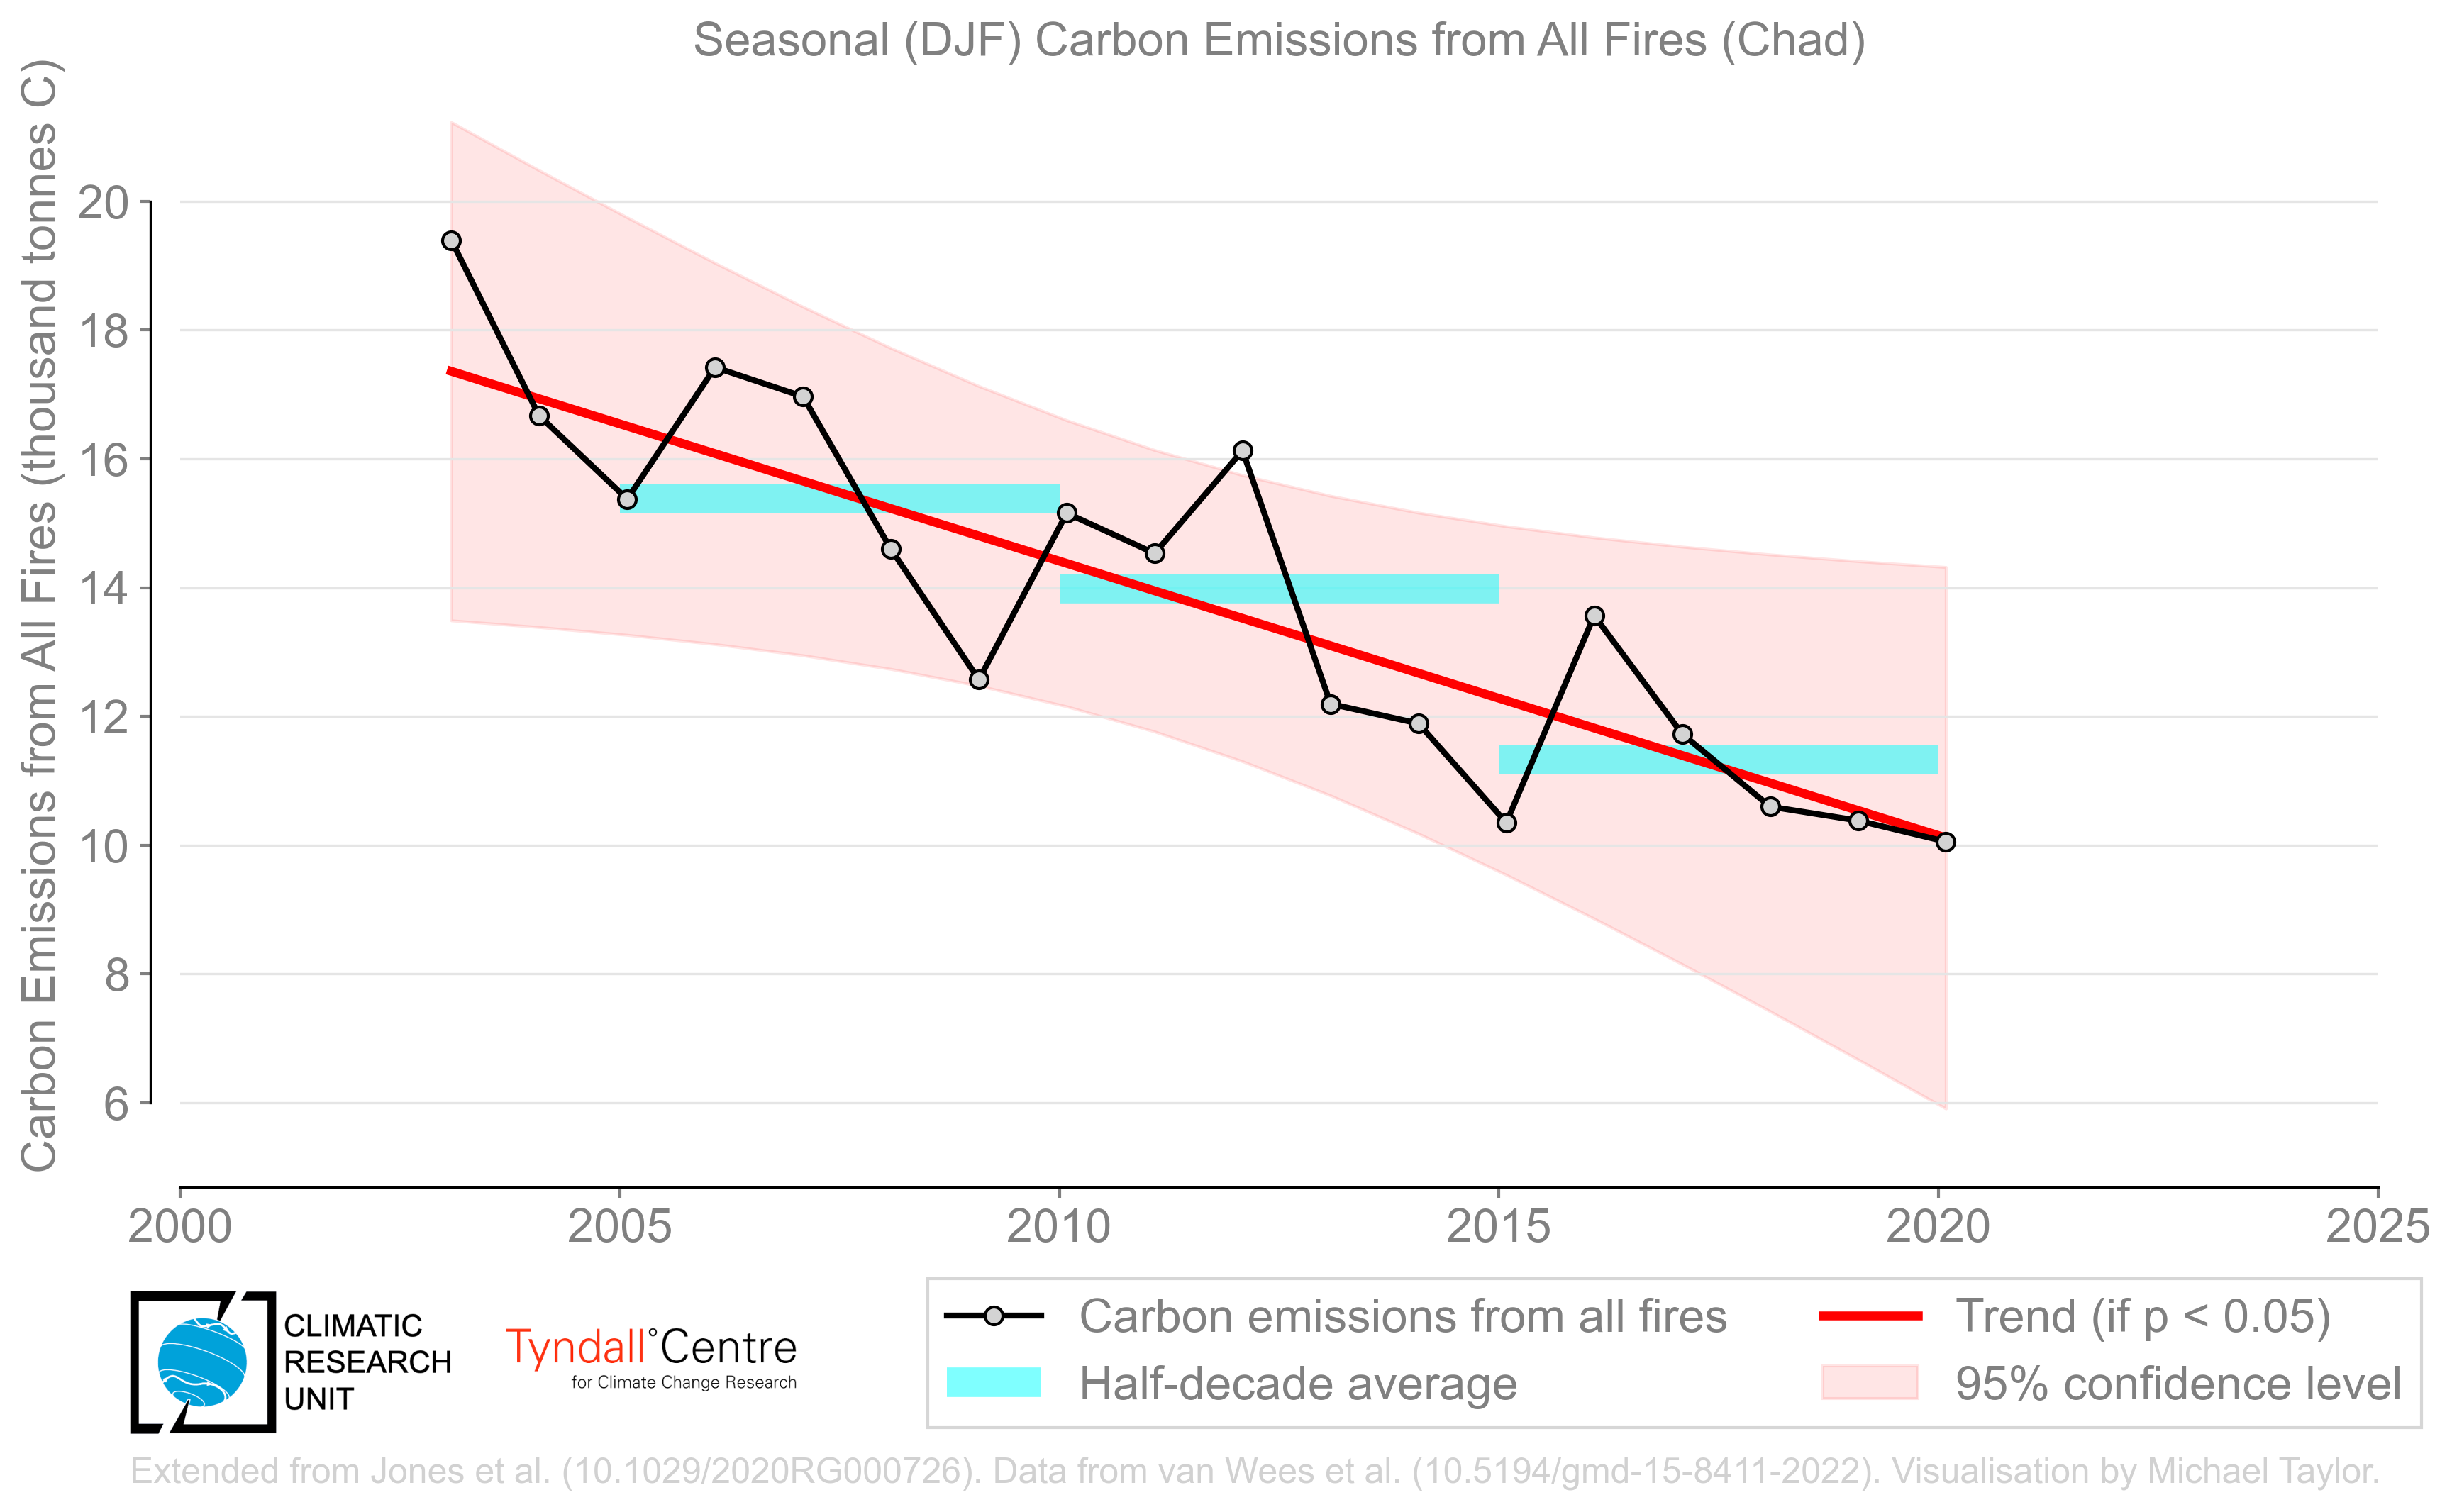 Seasonal (DJF) Carbon Emissions from All Fires (Chad)
Carbon Emissions from All Fires (thousand tonnes C)
20
18
16
14
12
10
8
6
2000
2005
2010
2015
2020
2025
CLIMATIC
RESEARCH
UNIT
Tyndall°Centre
for Climate Change Research
Carbon emissions from all fires
Half-decade average
Trend (if p < 0.05)
95% confidence level
Extended from Jones et al. (10.1029/2020RG000726). Data from van Wees et al. (10.5194/gmd-15-8411-2022). Visualisation by Michael Taylor.